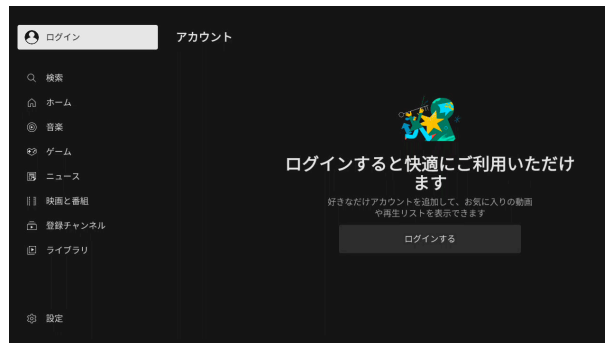 ログイン
アカウント
検索
ホーム
音楽
ゲーム
ニュース
映画と番組
登録チャンネル
ライブラリ
設定
ログインすると快適にご利用いただけ
ます
好きなだけアカウントを追加して、お気に入りの動画
や再生リストを表示できます
ログインする